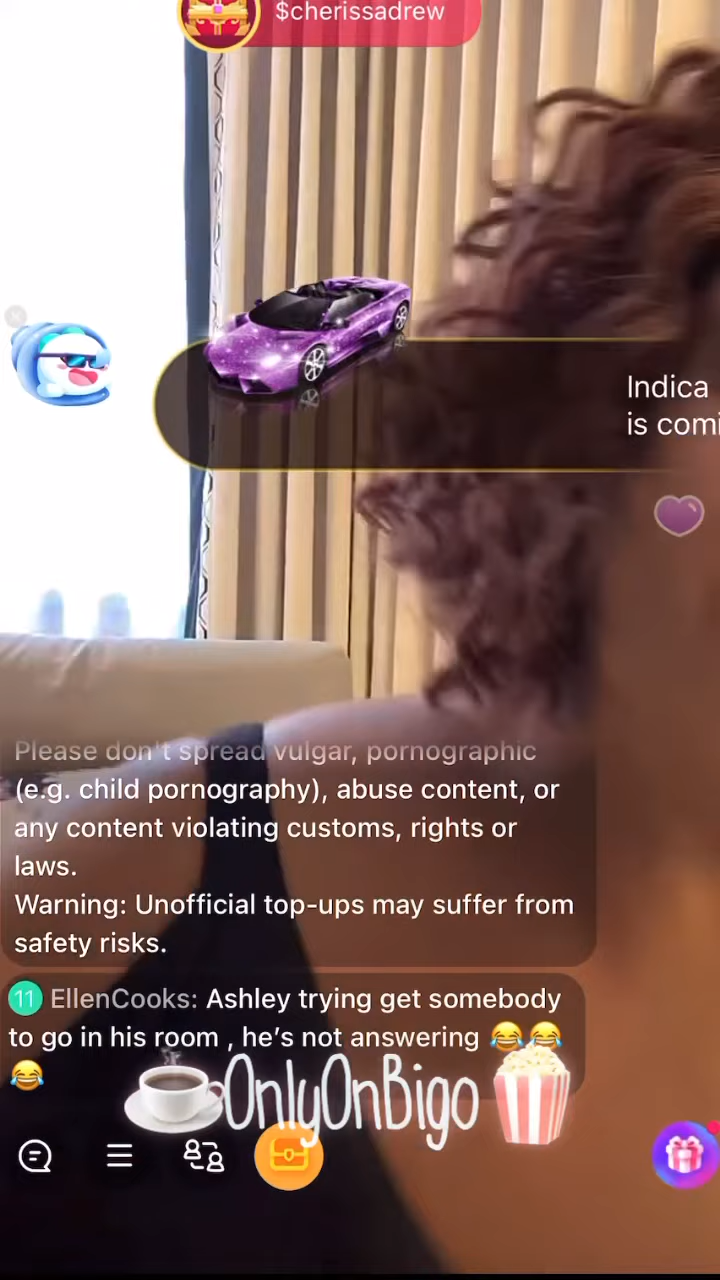 $cherissadrew
Indica
is comi
Please don't spread vulgar, pornographic
(e.g. child pornography), abuse content, or
any content violating customs, rights or
laws.
Warning: Unofficial top-ups may suffer from
safety risks.
11 EllenCooks: Ashley trying get somebody
to go in his room , he's not answering 😂😂
😂
OnlyOnBigo